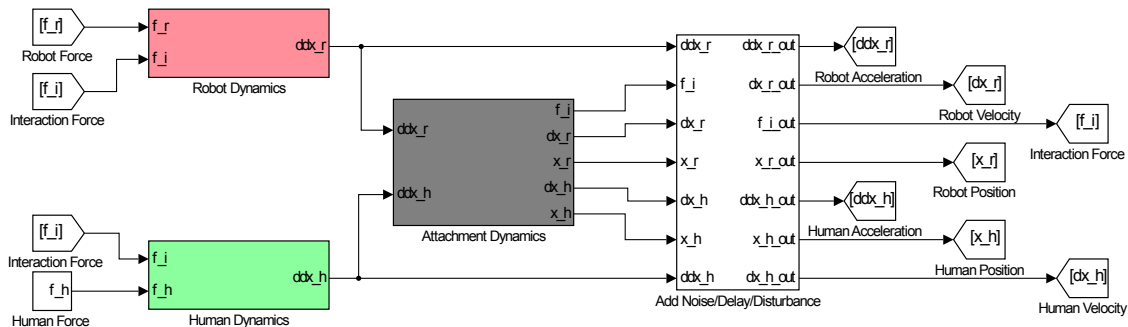 [f_r]
Robot Force
[f_i]
Interaction Force
f_r
f_i
ddx_r
Robot Dynamics
[f_i]
Interaction Force
f_h
Human Force
f_i
f_h
ddx_h
Human Dynamics
ddx_r
ddx_h
f_i
dx_r
x_r
dx_h
x_h
Attachment Dynamics
ddx_r
f_i
dx_r
x_r
dx_h
x_h
ddx_h
ddx_r_out
dx_r_out
f_i_out
x_r_out
ddx_h_out
x_h_out
dx_h_out
Add Noise/Delay/Disturbance
[ddx_r]
Robot Acceleration
[dx_r]
Robot Velocity
[f_i]
Interaction Force
[x_r]
Robot Position
[ddx_h]
Human Acceleration
[x_h]
Human Position
[dx_h]
Human Velocity